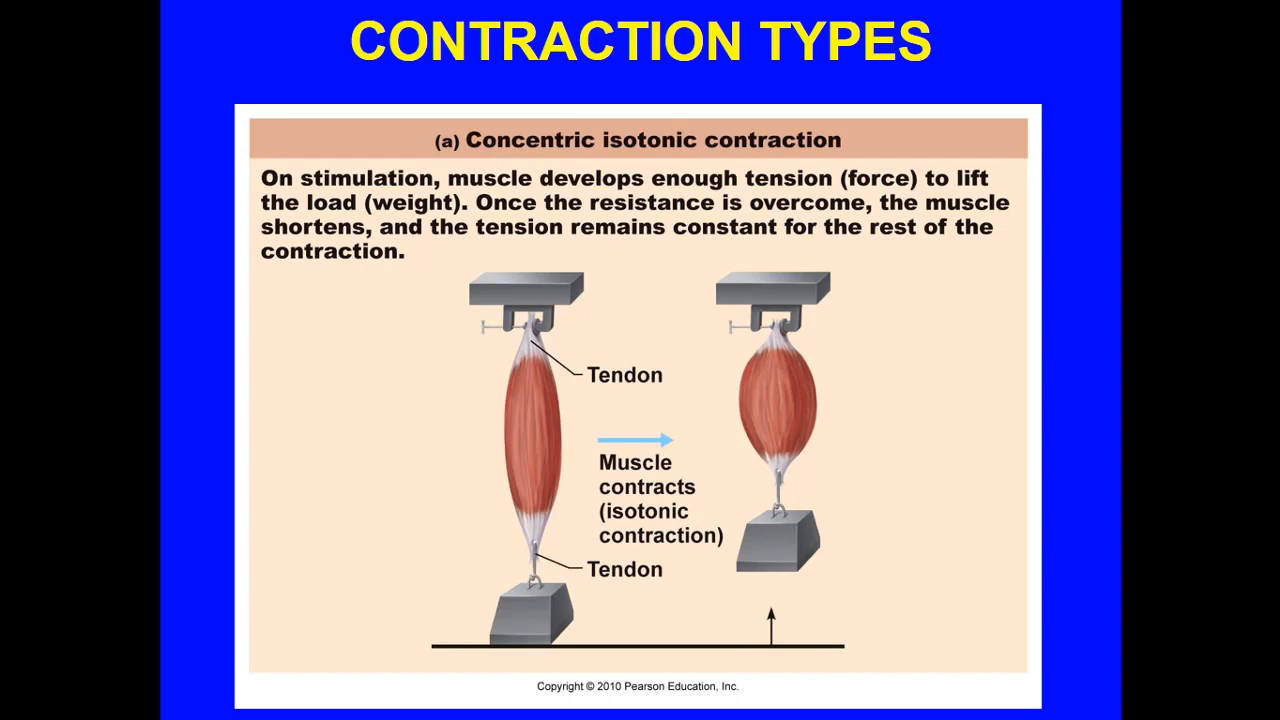 CONTRACTION TYPES
(a) Concentric isotonic contraction
On stimulation, muscle develops enough tension (force) to lift
the load (weight). Once the resistance is overcome, the muscle
shortens, and the tension remains constant for the rest of the
contraction.
Tendon
Muscle
contracts
(isotonic
contraction)
Tendon
Copyright © 2010 Pearson Education, Inc.